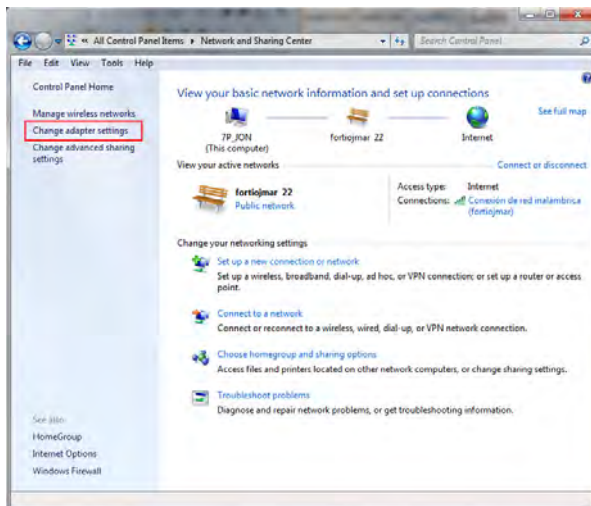 All Control Panel Items ▸ Network and Sharing Center
Search Control Panel
File Edit View Tools Help
Control Panel Home
Manage wireless networks
Change adapter settings
Change advanced sharing
settings
See also
HomeGroup
Internet Options
Windows Firewall
View your basic network information and set up connections
See full map
7P_JON
(This computer)
fortiojmar 22
Internet
View your active networks
Connect or disconnect
fortiojmar 22
Public network
Access type: Internet
Connections: Conexión de red inalámbrica
(fortiojmar)
Change your networking settings
Set up a new connection or network
Set up a wireless, broadband, dial-up, ad hoc, or VPN connection; or set up a router or access
point.
Connect to a network
Connect or reconnect to a wireless, wired, dial-up, or VPN network connection.
Choose homegroup and sharing options
Access files and printers located on other network computers, or change sharing settings.
Troubleshoot problems
Diagnose and repair network problems, or get troubleshooting information.